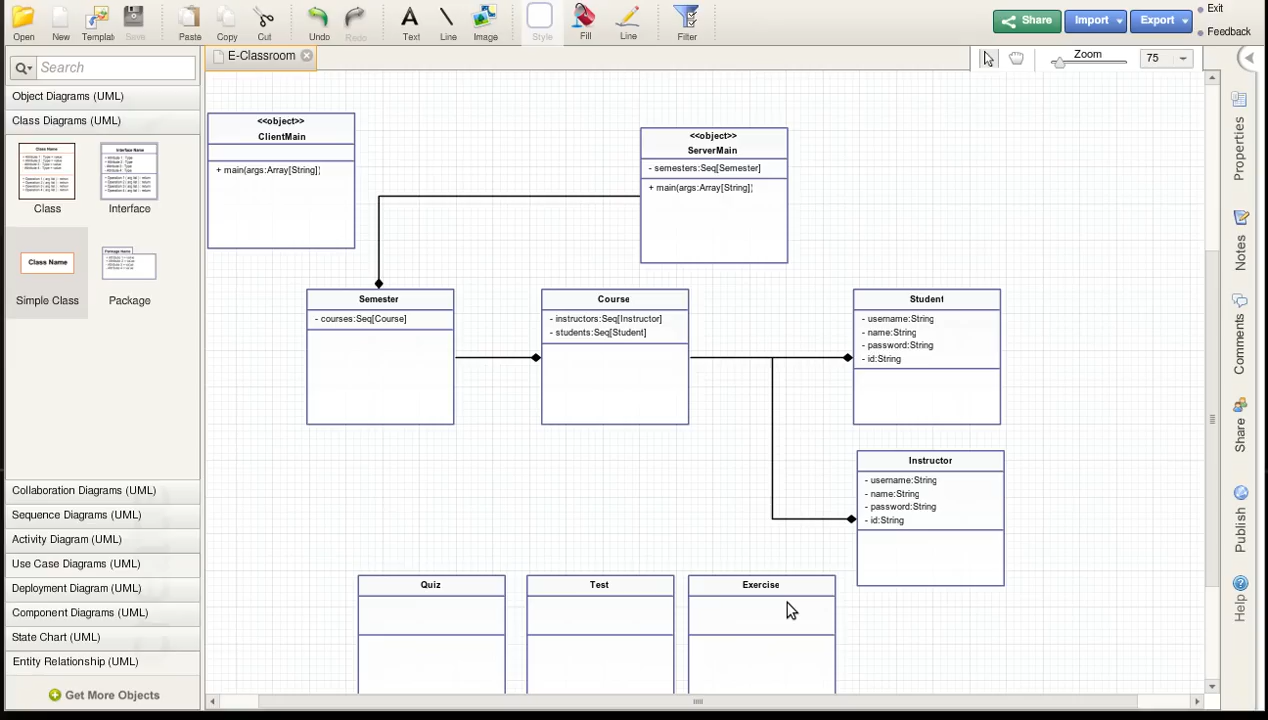 Open
New
Templat
Save
Paste
Copy
Cut
Undo
Redo
Text
Line
Image
Style
Fill
Line
Filter
Share
Import
Export
Exit
Feedback
Search
E-Classroom
Zoom
75
Object Diagrams (UML)
Class Diagrams (UML)
Class
Interface
Class Name
Simple Class
Package
Collaboration Diagrams (UML)
Sequence Diagrams (UML)
Activity Diagram (UML)
Use Case Diagrams (UML)
Deployment Diagram (UML)
Component Diagrams (UML)
State Chart (UML)
Entity Relationship (UML)
Get More Objects
<<object>>
ClientMain
+ main(args:Array[String])
<<object>>
ServerMain
- semesters:Seq[Semester]
+ main(args:Array[String])
Semester
- courses:Seq[Course]
Course
- instructors:Seq[Instructor]
- students:Seq[Student]
Student
- username:String
- name:String
- password:String
- id:String
Instructor
- username:String
- name:String
- password:String
- id:String
Quiz
Test
Exercise
Properties
Notes
Comments
Share
Publish
Help